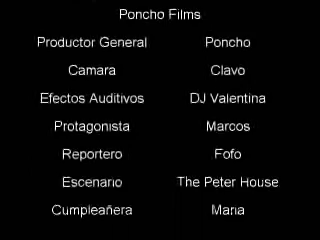 Poncho Films
Productor General Poncho
Camara Clavo
Efectos Auditivos DJ Valentina
Protagonista Marcos
Reportero Fofo
Escenario The Peter House
Cumpleañera Maria